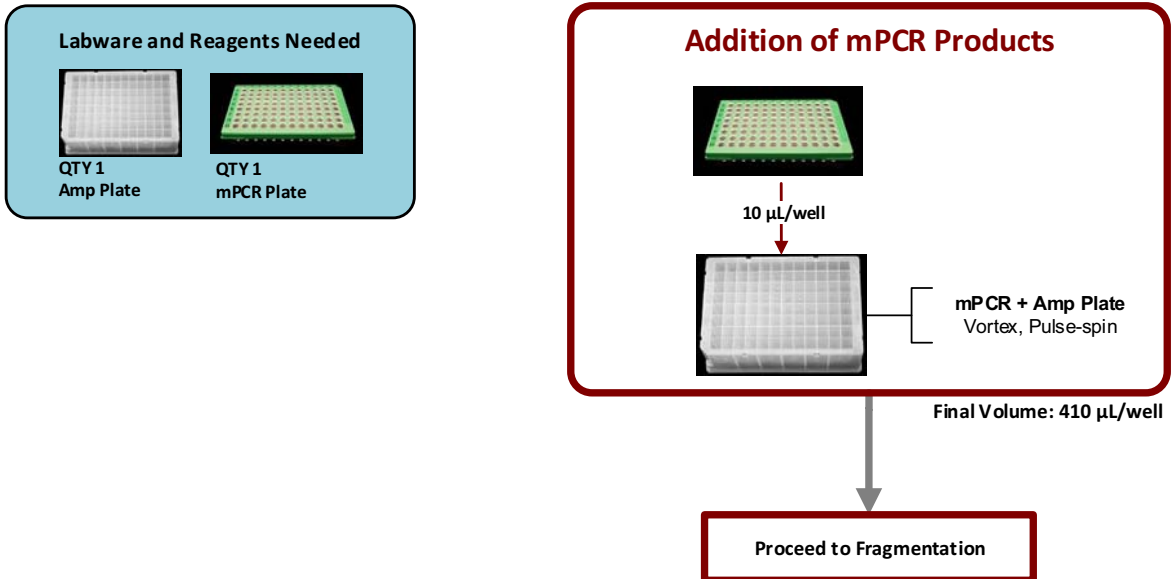 Labware and Reagents Needed
QTY 1
Amp Plate
QTY 1
mPCR Plate
Addition of mPCR Products
10 µL/well
mPCR + Amp Plate
Vortex, Pulse-spin
Final Volume: 410 µL/well
Proceed to Fragmentation